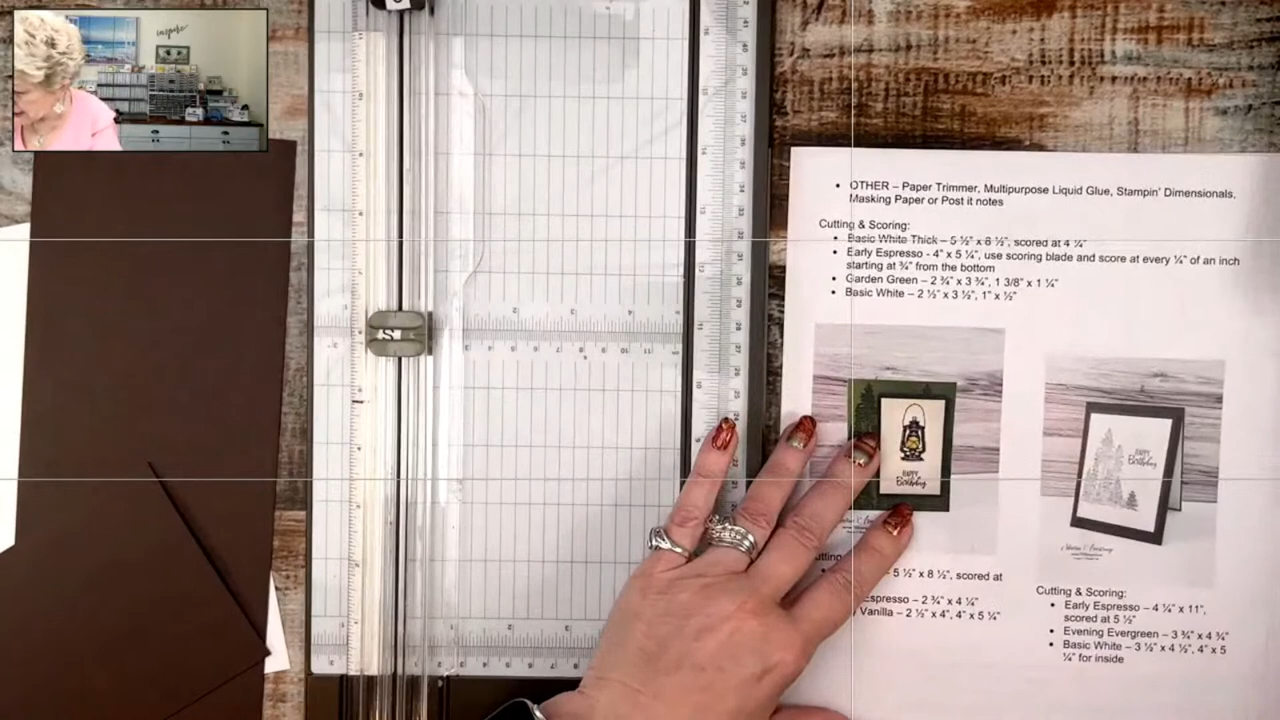 inspire
• OTHER – Paper Trimmer, Multipurpose Liquid Glue, Stampin' Dimensionals,
Masking Paper or Post it notes
Cutting & Scoring:
• Basic White Thick – 5 ½" x 8 ½", scored at 4 ¼"
• Early Espresso - 4" x 5 ¼", use scoring blade and score at every ¼" of an inch
starting at ¾" from the bottom
• Garden Green – 2 ¾" x 3 ¾", 1 3/8" x 1 ¼"
• Basic White – 2 ½" x 3 ½", 1" x ½"
HAPPY
Birthday
HAPPY
Birthday
– 5 ½" x 8 ½", scored at
Espresso – 2 ¾" x 4 ¼"
Vanilla – 2 ½" x 4", 4" x 5 ¼"
Cutting & Scoring:
• Early Espresso – 4 ¼" x 11",
scored at 5 ½"
• Evening Evergreen – 3 ¾" x 4 ¾"
• Basic White – 3 ½" x 4 ½", 4" x 5
¼" for inside